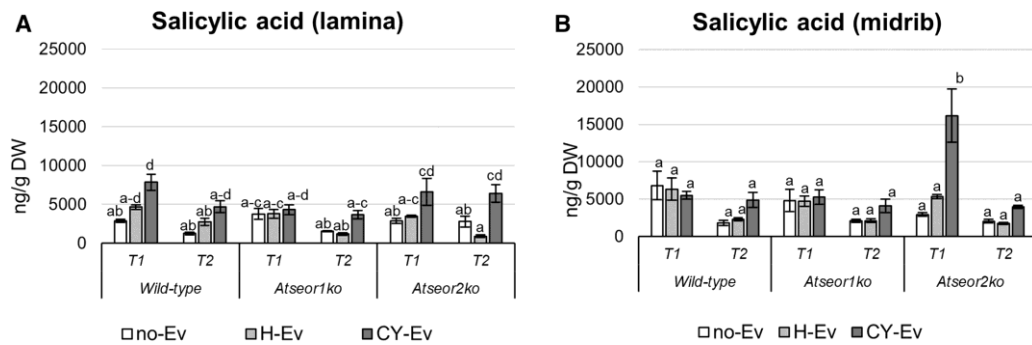 A
Salicylic acid (lamina)
25000
20000
15000
10000
5000
0
ng/g DW
ab a-d d ab ab a-d a-c a-c a-d ab ab a-c ab a-c cd ab a cd
T1 T2 T1 T2 T1 T2
Wild-type Atseor1ko Atseor2ko
no-Ev H-Ev CY-Ev
B
Salicylic acid (midrib)
25000
20000
15000
10000
5000
0
ng/g DW
a a a a a a a a a a a a a a b a a a
T1 T2 T1 T2 T1 T2
Wild-type Atseor1ko Atseor2ko
no-Ev H-Ev CY-Ev